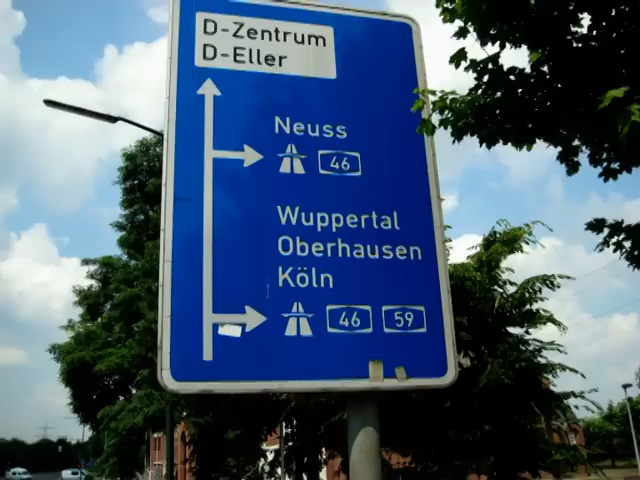 D-Zentrum
D-Eller
Neuss
46
Wuppertal
Oberhausen
Köln
46 59